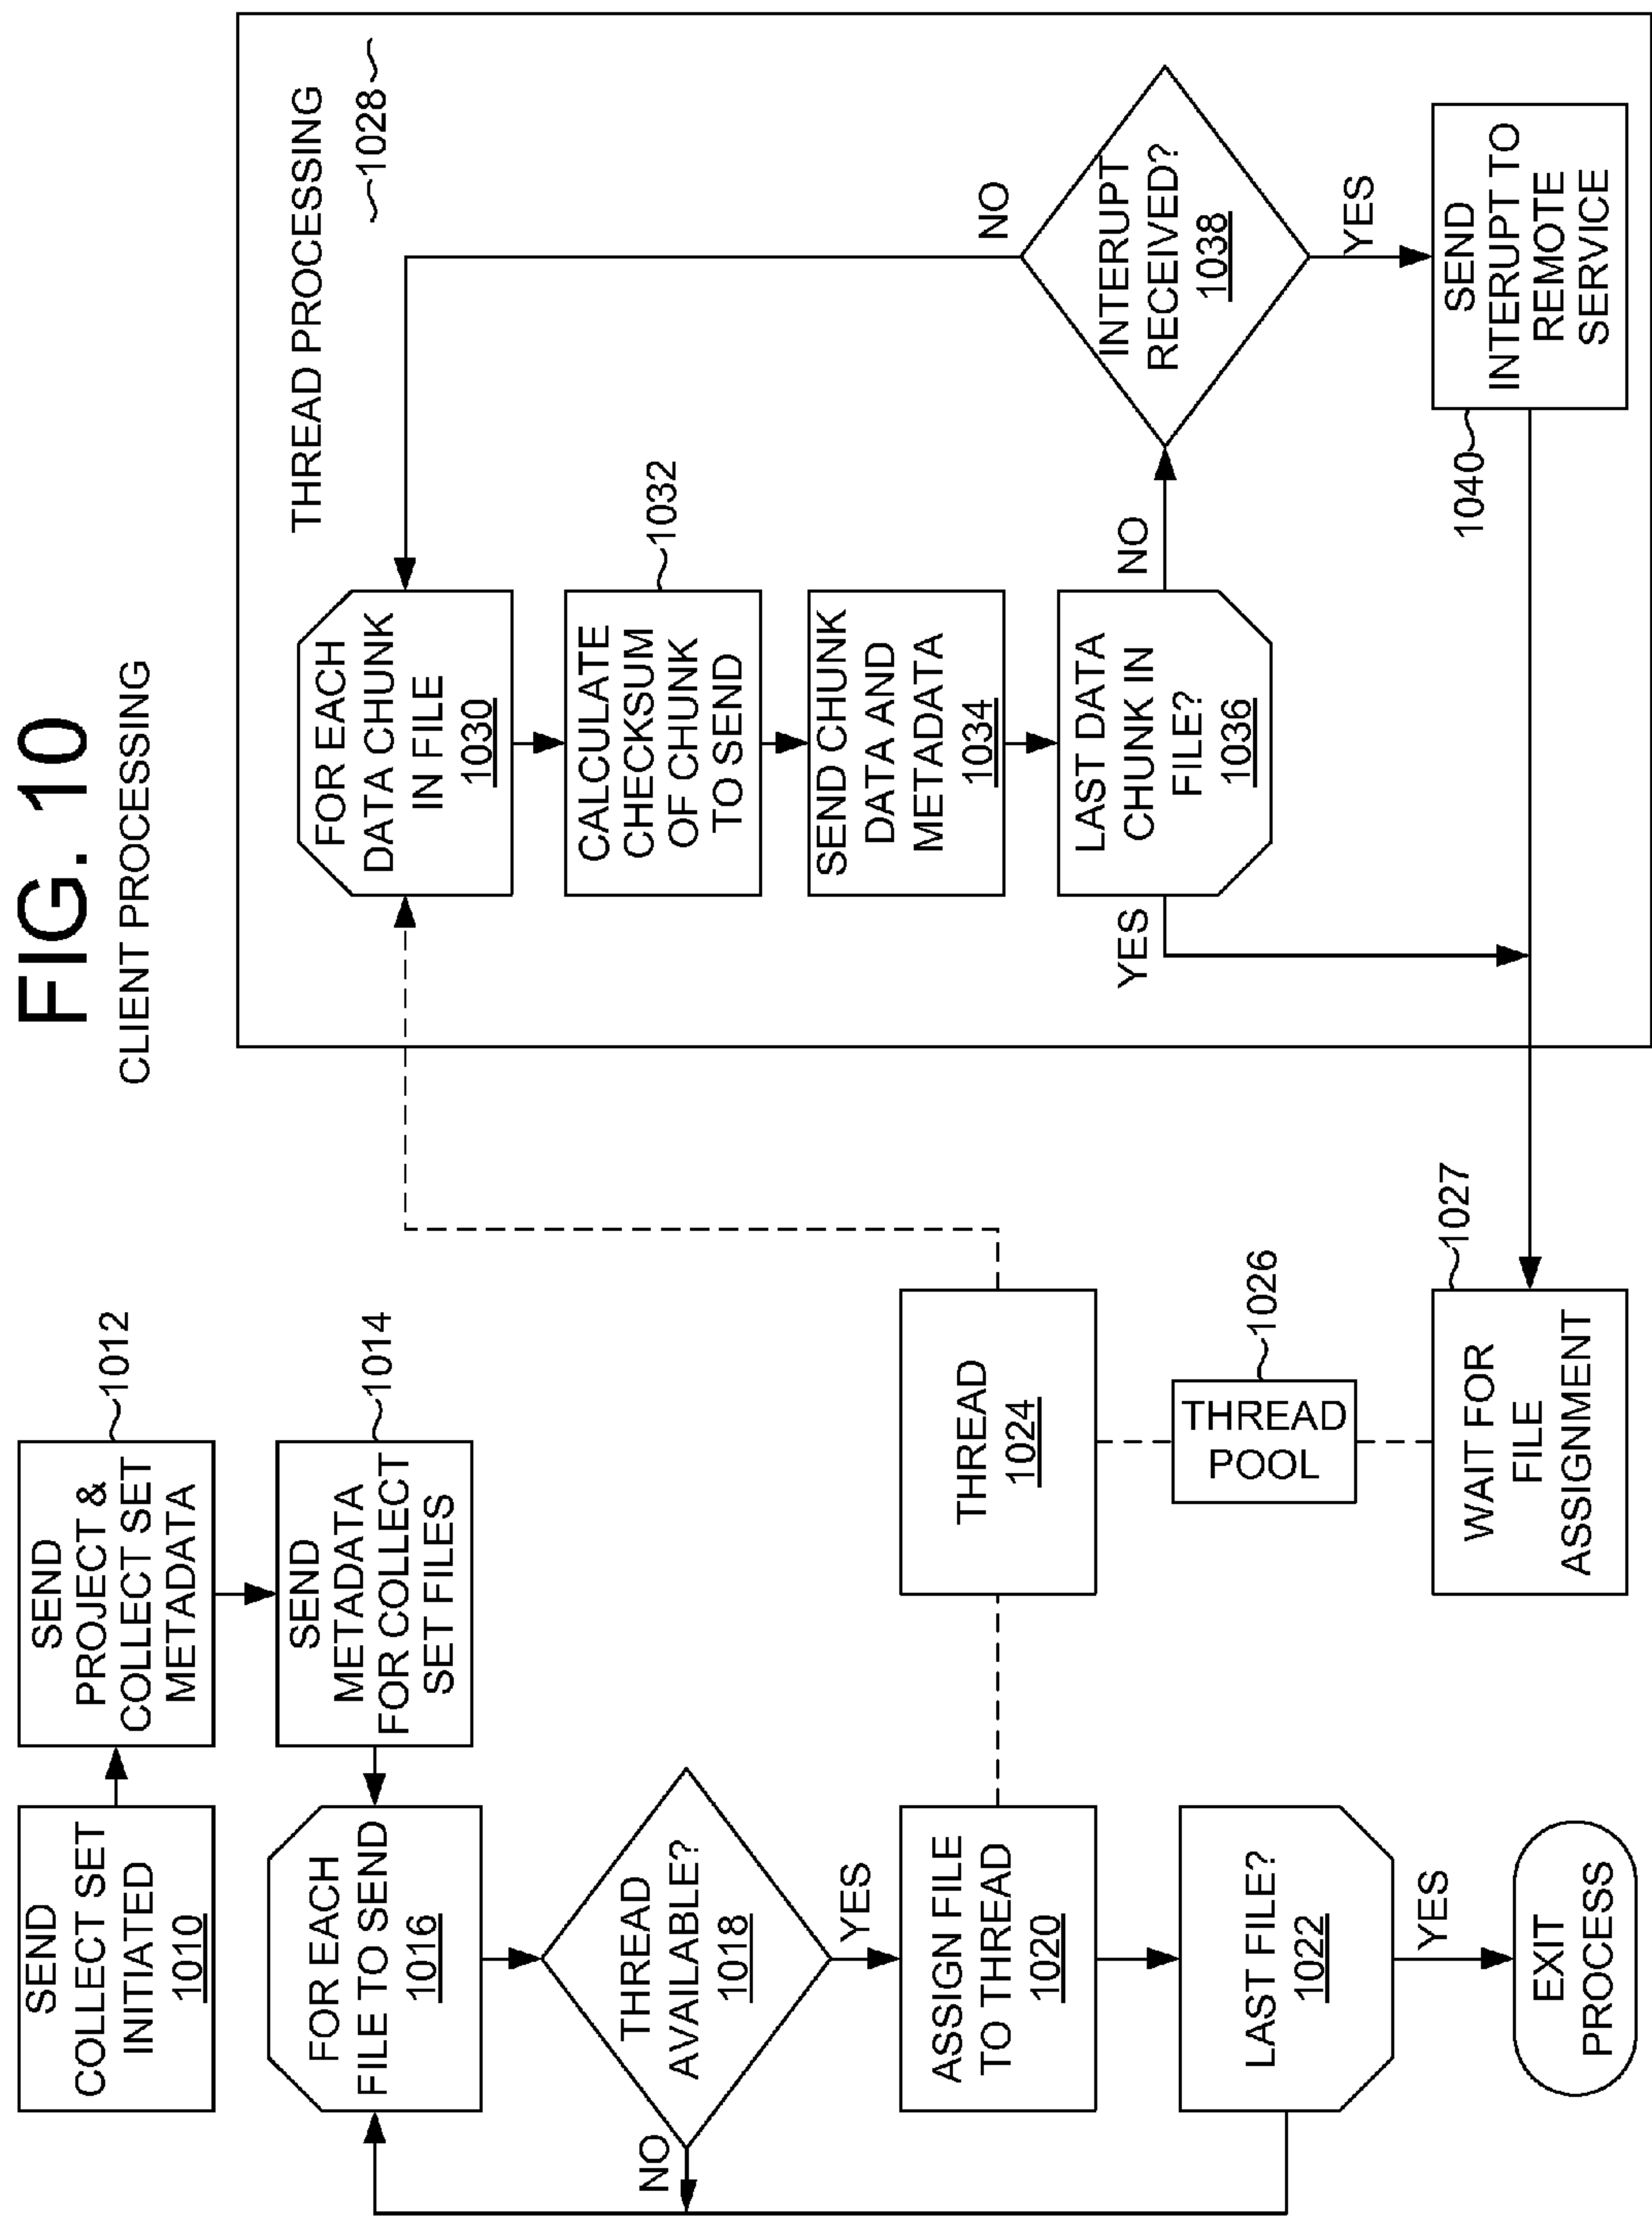 FIG. 10
CLIENT PROCESSING
SEND
COLLECT SET
INITIATED
1010
SEND
PROJECT &
COLLECT SET
METADATA
1012
SEND
METADATA
FOR COLLECT
SET FILES
1014
FOR EACH
FILE TO SEND
1016
THREAD
AVAILABLE?
1018
NO
YES
ASSIGN FILE
TO THREAD
1020
LAST FILE?
1022
YES
EXIT
PROCESS
THREAD
1024
THREAD
POOL
1026
WAIT FOR
FILE
ASSIGNMENT
1027
THREAD PROCESSING
1028
FOR EACH
DATA CHUNK
IN FILE
1030
CALCULATE
CHECKSUM
OF CHUNK
TO SEND
1032
SEND CHUNK
DATA AND
METADATA
1034
LAST DATA
CHUNK IN
FILE?
1036
YES
NO
INTERRUPT
RECEIVED?
1038
NO
YES
SEND
INTERRUPT TO
REMOTE
SERVICE
1040